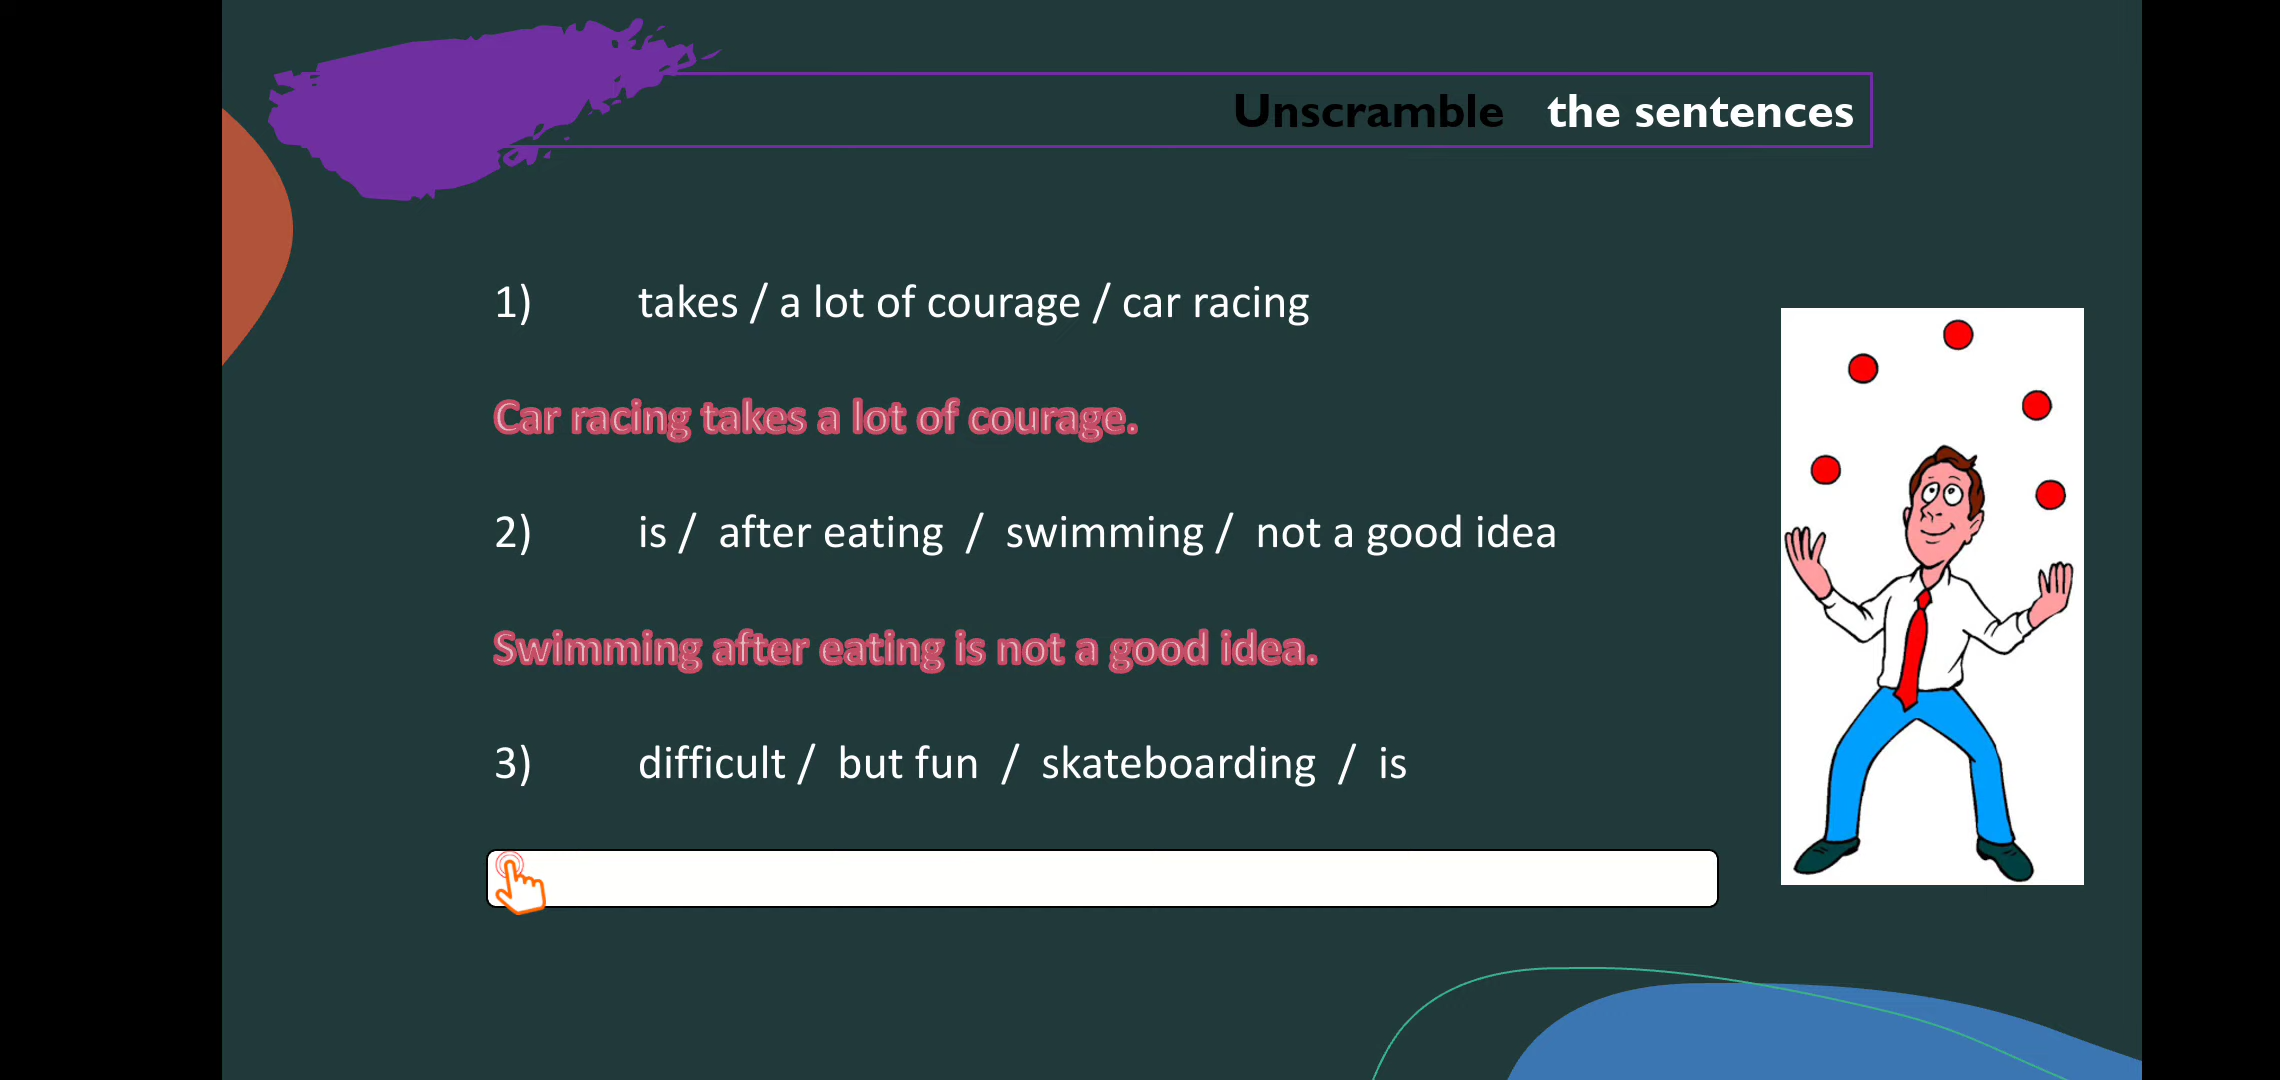 Unscramble the sentences
1) takes / a lot of courage / car racing
Car racing takes a lot of courage.
2) is / after eating / swimming / not a good idea
Swimming after eating is not a good idea.
3) difficult / but fun / skateboarding / is